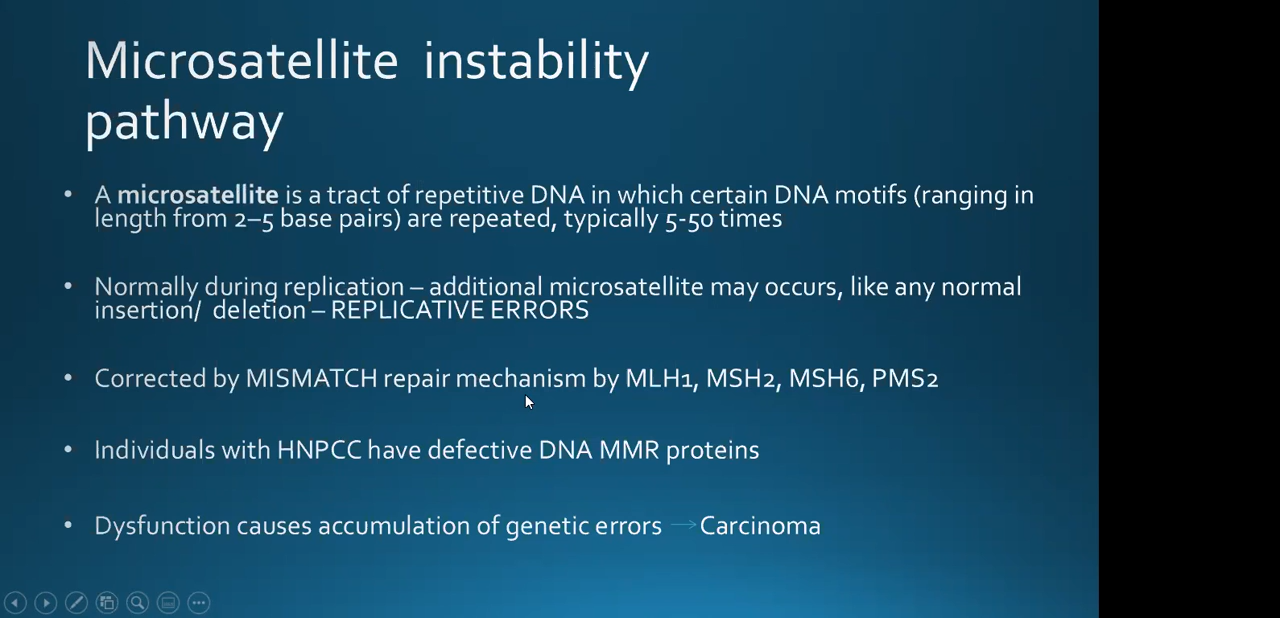 Microsatellite instability
pathway
• A microsatellite is a tract of repetitive DNA in which certain DNA motifs (ranging in
length from 2–5 base pairs) are repeated, typically 5-50 times
• Normally during replication – additional microsatellite may occurs, like any normal
insertion/ deletion – REPLICATIVE ERRORS
• Corrected by MISMATCH repair mechanism by MLH1, MSH2, MSH6, PMS2
• Individuals with HNPCC have defective DNA MMR proteins
• Dysfunction causes accumulation of genetic errors → Carcinoma